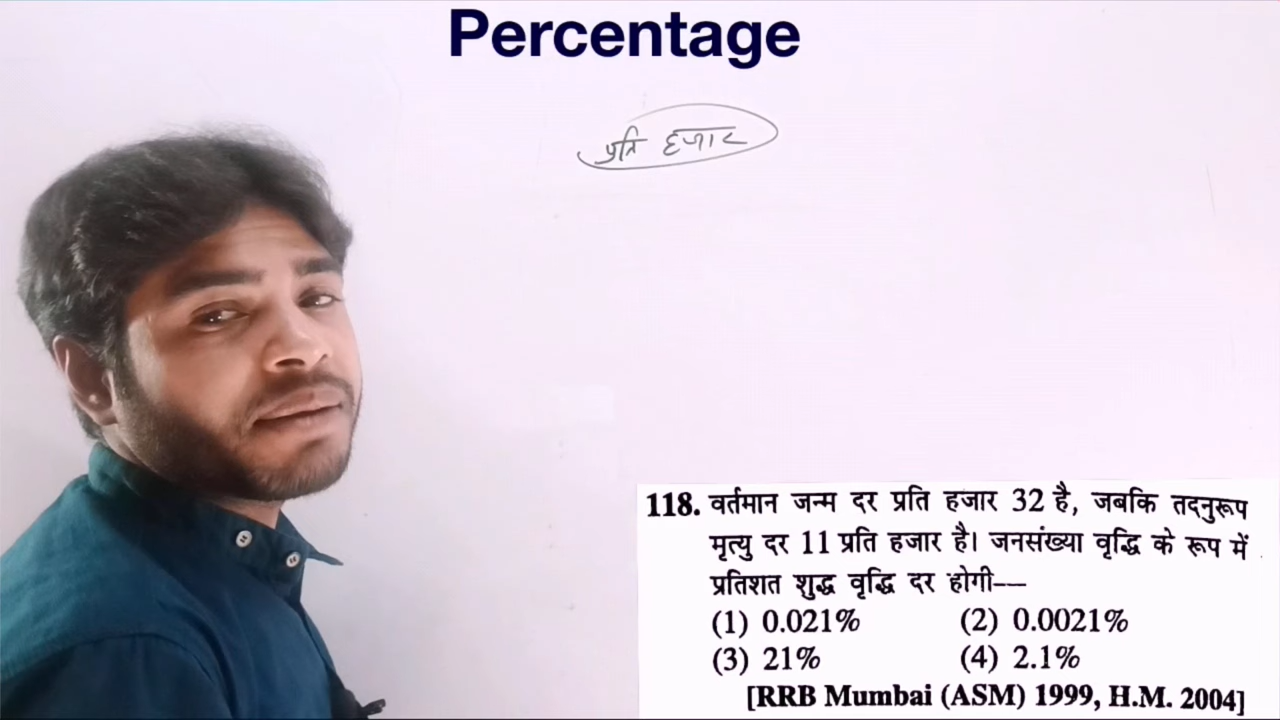 Percentage
प्रति हजार
118. वर्तमान जन्म दर प्रति हजार 32 है, जबकि तदनुरूप
मृत्यु दर 11 प्रति हजार है। जनसंख्या वृद्धि के रूप में
प्रतिशत शुद्ध वृद्धि दर होगी—
(1) 0.021% (2) 0.0021%
(3) 21% (4) 2.1%
[RRB Mumbai (ASM) 1999, H.M. 2004]